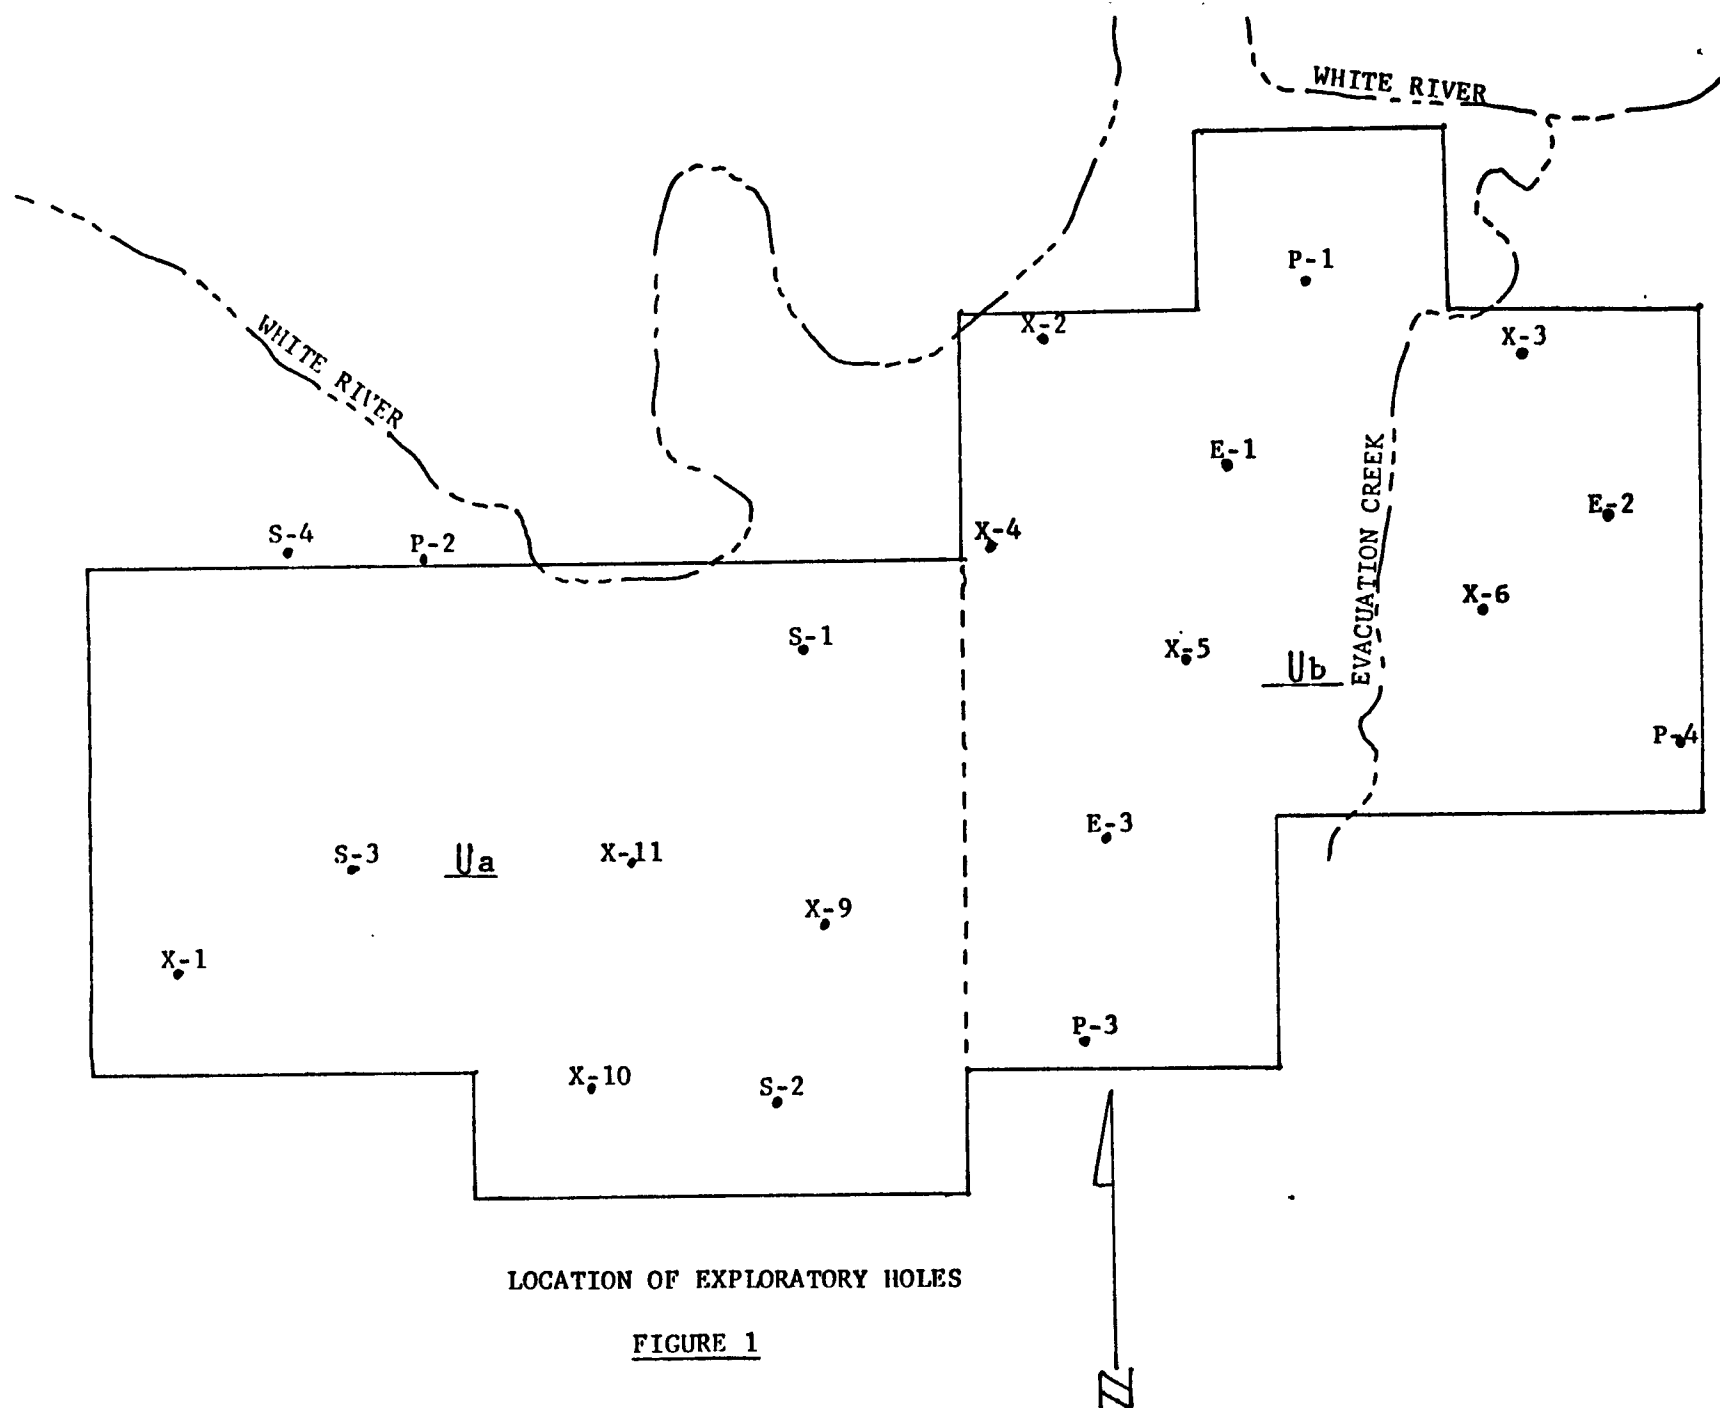 WHITE RIVER
P-1
X-2
X-3
WHITE RIVER
E-1
E-2
EVACUATION CREEK
S-4
P-2
X-4
X-6
S-1
X-5
Ub
P-4
E-3
S-3
Ua
X-11
X-9
X-1
P-3
X-10
S-2
LOCATION OF EXPLORATORY HOLES
FIGURE 1
N